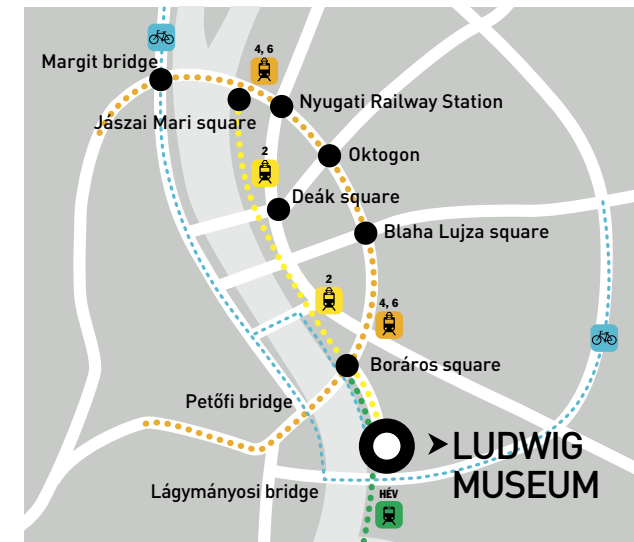 4, 6
Margit bridge
Nyugati Railway Station
Jászai Mari square
2
Oktogon
Deák square
Blaha Lujza square
2
4, 6
Boráros square
Petőfi bridge
LUDWIG
MUSEUM
Lágymányosi bridge
HÉV